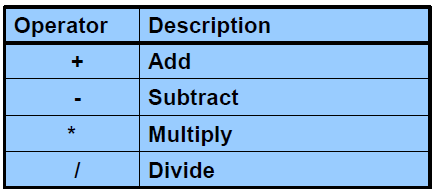 Operator Description
+ Add
- Subtract
* Multiply
/ Divide